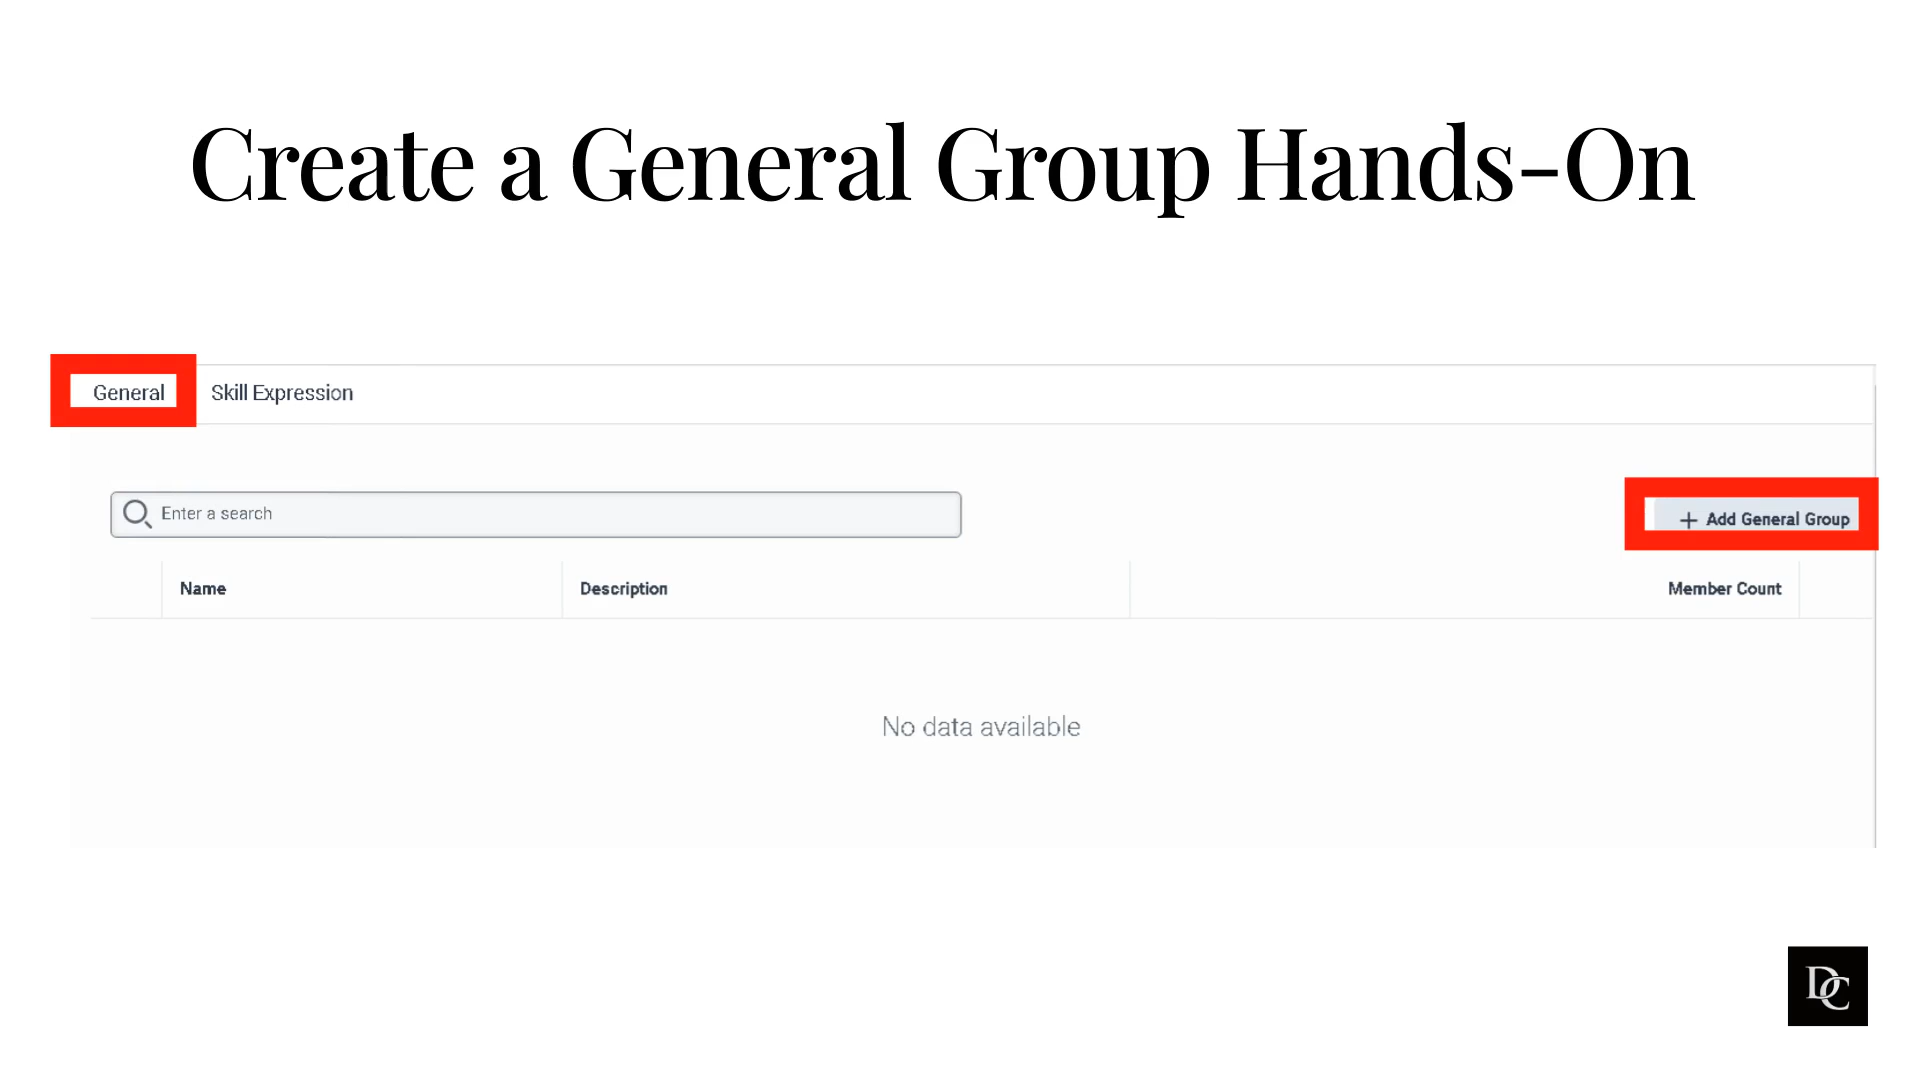 Create a General Group Hands-On
General
Skill Expression
Enter a search
+ Add General Group
Name
Description
Member Count
No data available
DC